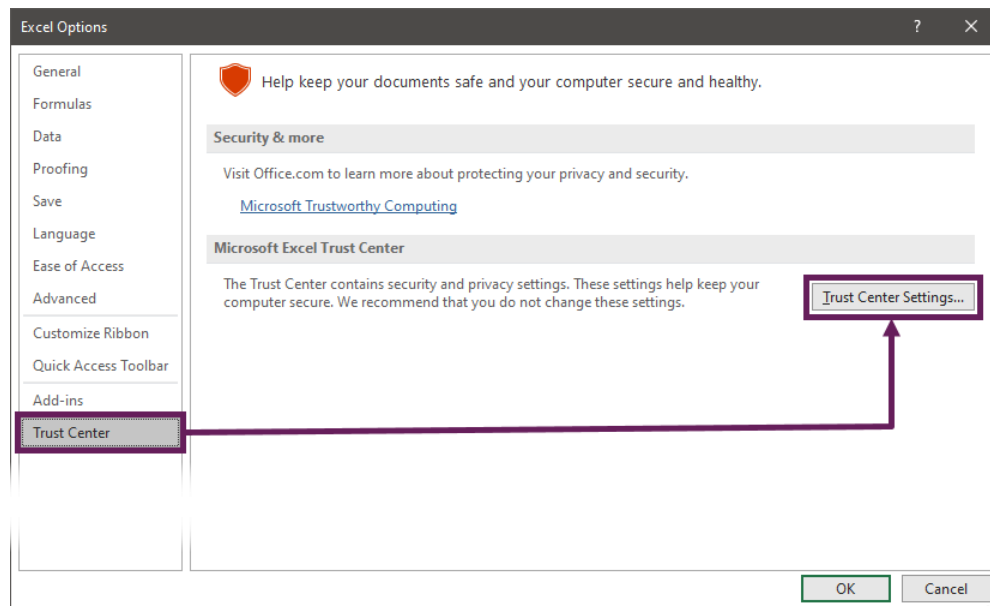 Excel Options
?
General
Formulas
Data
Proofing
Save
Language
Ease of Access
Advanced
Customize Ribbon
Quick Access Toolbar
Add-ins
Trust Center
Help keep your documents safe and your computer secure and healthy.
Security & more
Visit Office.com to learn more about protecting your privacy and security.
Microsoft Trustworthy Computing
Microsoft Excel Trust Center
The Trust Center contains security and privacy settings. These settings help keep your
computer secure. We recommend that you do not change these settings.
Trust Center Settings...
OK
Cancel